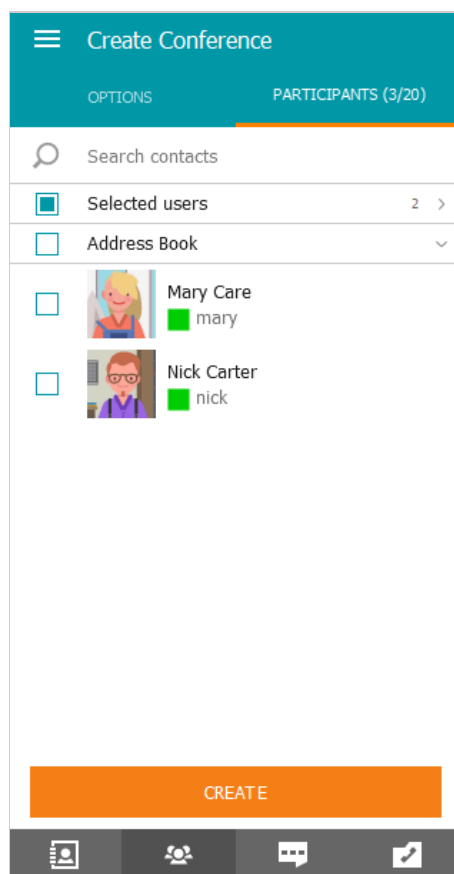 Create Conference
OPTIONS
PARTICIPANTS (3/20)
Search contacts
Selected users 2
Address Book
Mary Care
mary
Nick Carter
nick
CREATE